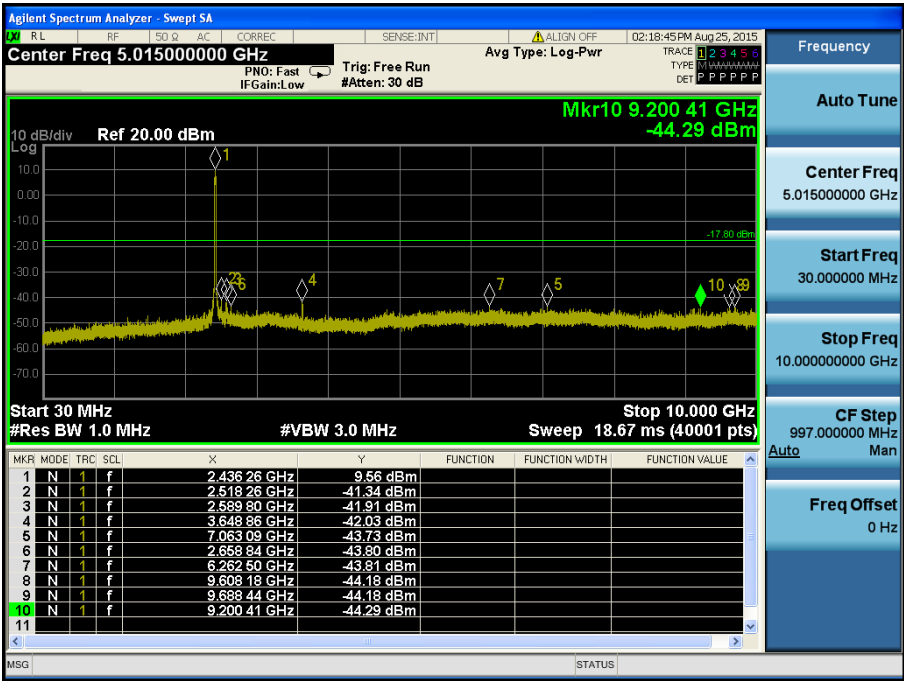 Agilent Spectrum Analyzer - Swept SA
LXI RL RF 50 Ω AC CORREC SENSE:INT ALIGN OFF 02:18:45 PM Aug 25, 2015
Center Freq 5.015000000 GHz
PNO: Fast
IFGain:Low
Trig: Free Run
#Atten: 30 dB
Avg Type: Log-Pwr
TRACE 1 2 3 4 5 6
TYPE M WWWWW
DET P P P P P P
Frequency
Mkr10 9.200 41 GHz
-44.29 dBm
10 dB/div Ref 20.00 dBm
Log
10.0
0.00
-10.0
-20.0
-30.0
-40.0
-50.0
-60.0
-70.0
1
-17.80 dBm
2 3 6 4 7 5 10 8 9
Start 30 MHz Stop 10.000 GHz
#Res BW 1.0 MHz #VBW 3.0 MHz Sweep 18.67 ms (40001 pts)
MKR MODE TRC SCL X Y FUNCTION FUNCTION WIDTH FUNCTION VALUE
1 N 1 f 2.436 26 GHz 9.56 dBm
2 N 1 f 2.518 26 GHz -41.34 dBm
3 N 1 f 2.589 80 GHz -41.91 dBm
4 N 1 f 3.648 86 GHz -42.03 dBm
5 N 1 f 7.063 09 GHz -43.73 dBm
6 N 1 f 2.658 84 GHz -43.80 dBm
7 N 1 f 6.262 50 GHz -43.81 dBm
8 N 1 f 9.608 18 GHz -44.18 dBm
9 N 1 f 9.688 44 GHz -44.18 dBm
10 N 1 f 9.200 41 GHz -44.29 dBm
11
MSG STATUS
Auto Tune
Center Freq
5.015000000 GHz
Start Freq
30.000000 MHz
Stop Freq
10.000000000 GHz
CF Step
997.000000 MHz
Auto Man
Freq Offset
0 Hz